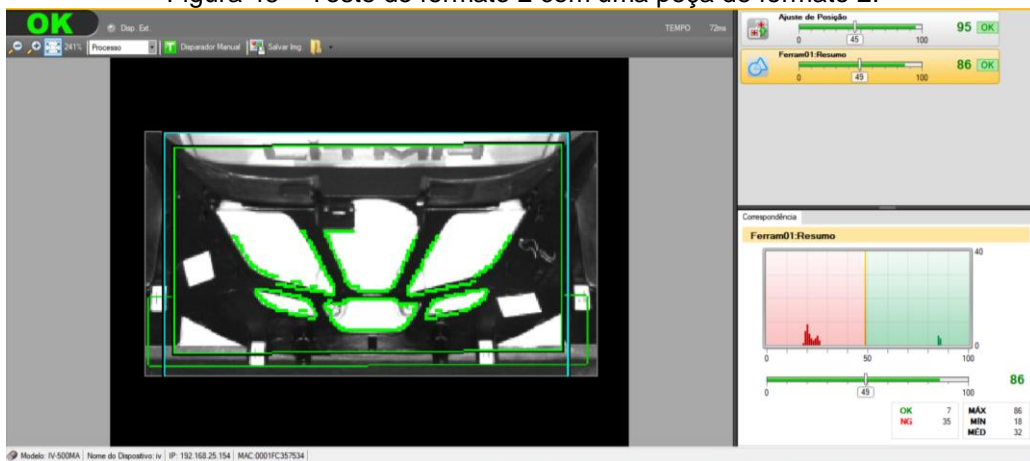 Figura 48 – Teste do formato 2 com uma peça do formato 2.
OK
Disp. Ext.
TEMPO 72ms
241%
Processo
Disparador Manual
Salvar Img.
Ajuste de Posição
0 45 100
95 OK
Ferram01:Resumo
0 49 100
86 OK
Correspondência
Ferram01:Resumo
40
0
0 50 100
86
0 49 100
OK 7 MÁX 86
NG 35 MÍN 18
MÉD 32
Modelo: IV-500MA Nome do Dispositivo: iv IP: 192.168.25.154 MAC:0001FC357534